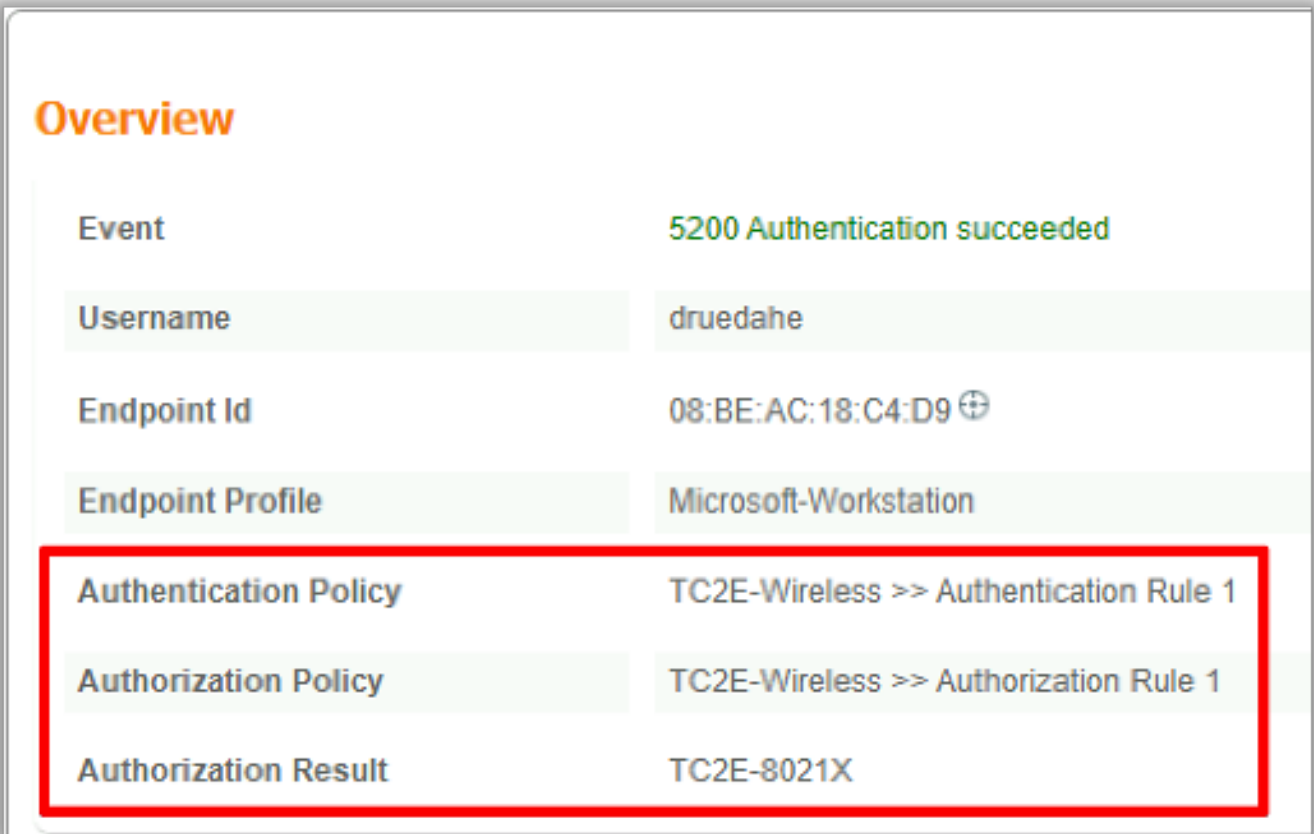 Overview
Event 5200 Authentication succeeded
Username druedahe
Endpoint Id 08:BE:AC:18:C4:D9
Endpoint Profile Microsoft-Workstation
Authentication Policy TC2E-Wireless >> Authentication Rule 1
Authorization Policy TC2E-Wireless >> Authorization Rule 1
Authorization Result TC2E-8021X